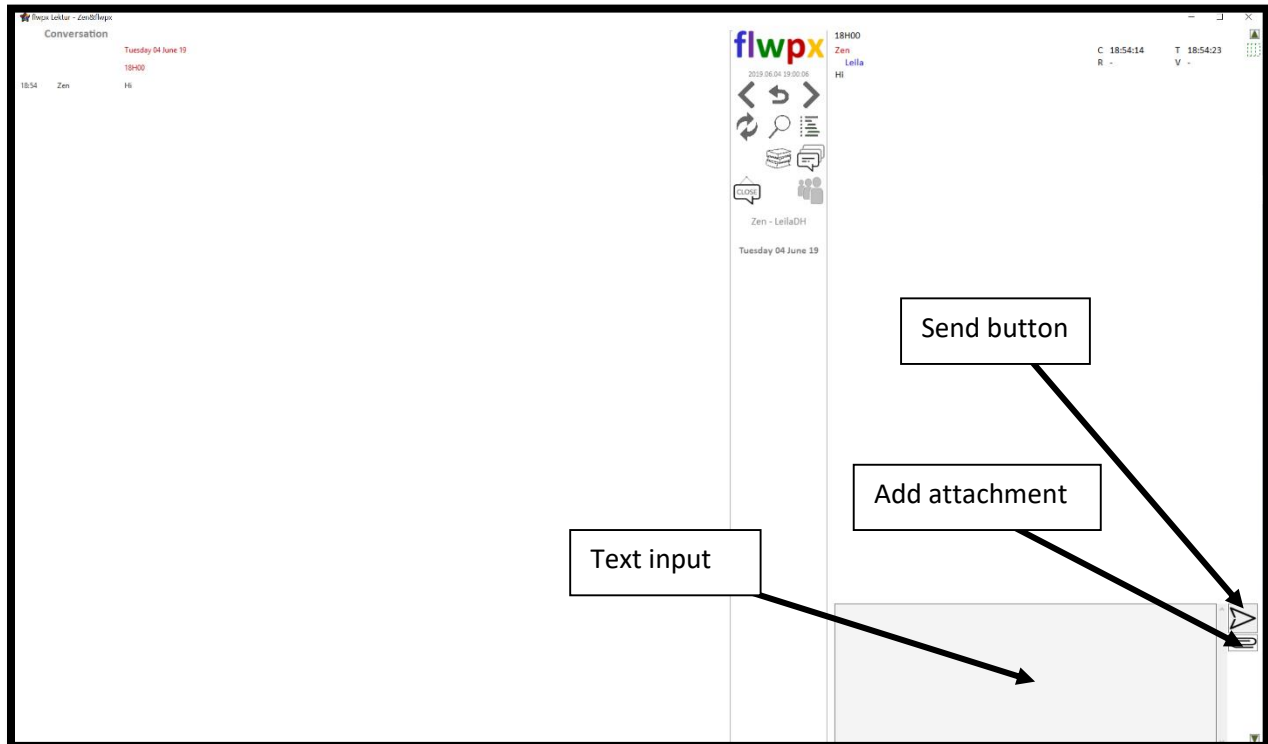 flwpx Lektur - Zen&flwpx
Conversation
Tuesday 04 June 19
18H00
18:54 Zen Hi
flwpx
2019.06.04 19:00:06
CLOSE
Zen - LeilaDH
Tuesday 04 June 19
18H00
Zen C 18:54:14 T 18:54:23
Leila R - V -
Hi
Send button
Add attachment
Text input